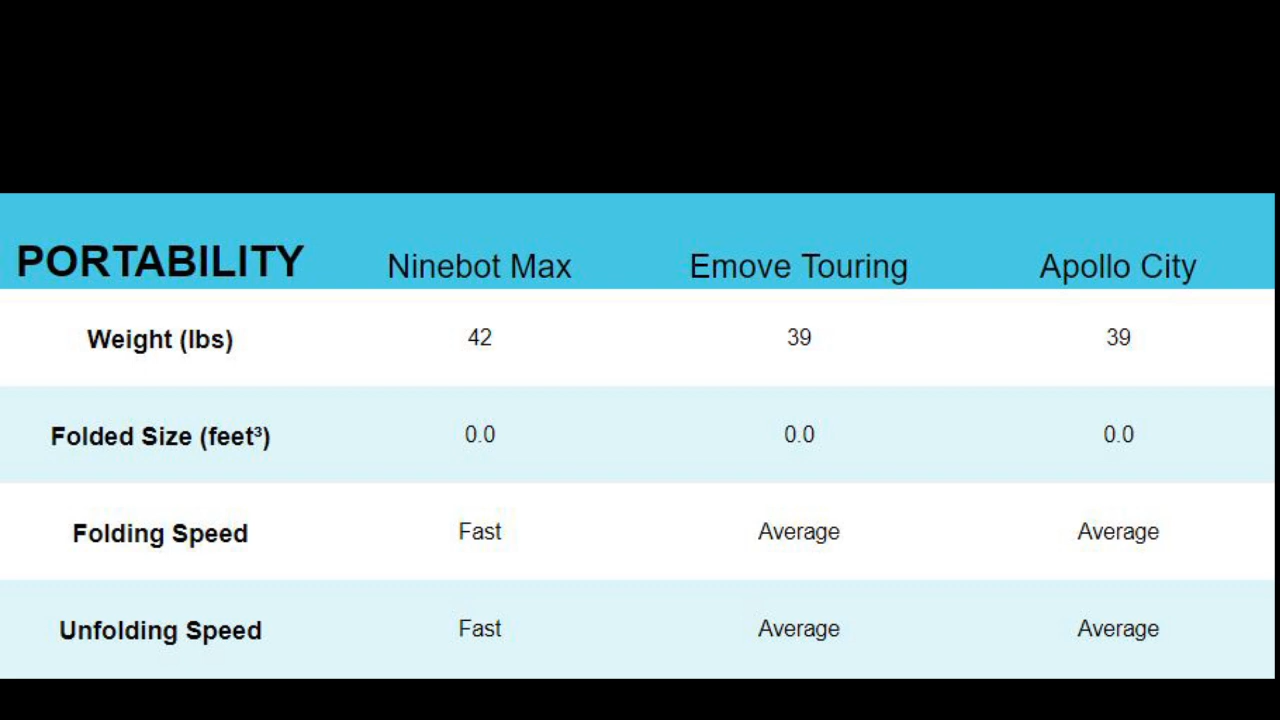 PORTABILITY Ninebot Max Emove Touring Apollo City
Weight (lbs) 42 39 39
Folded Size (feet³) 0.0 0.0 0.0
Folding Speed Fast Average Average
Unfolding Speed Fast Average Average